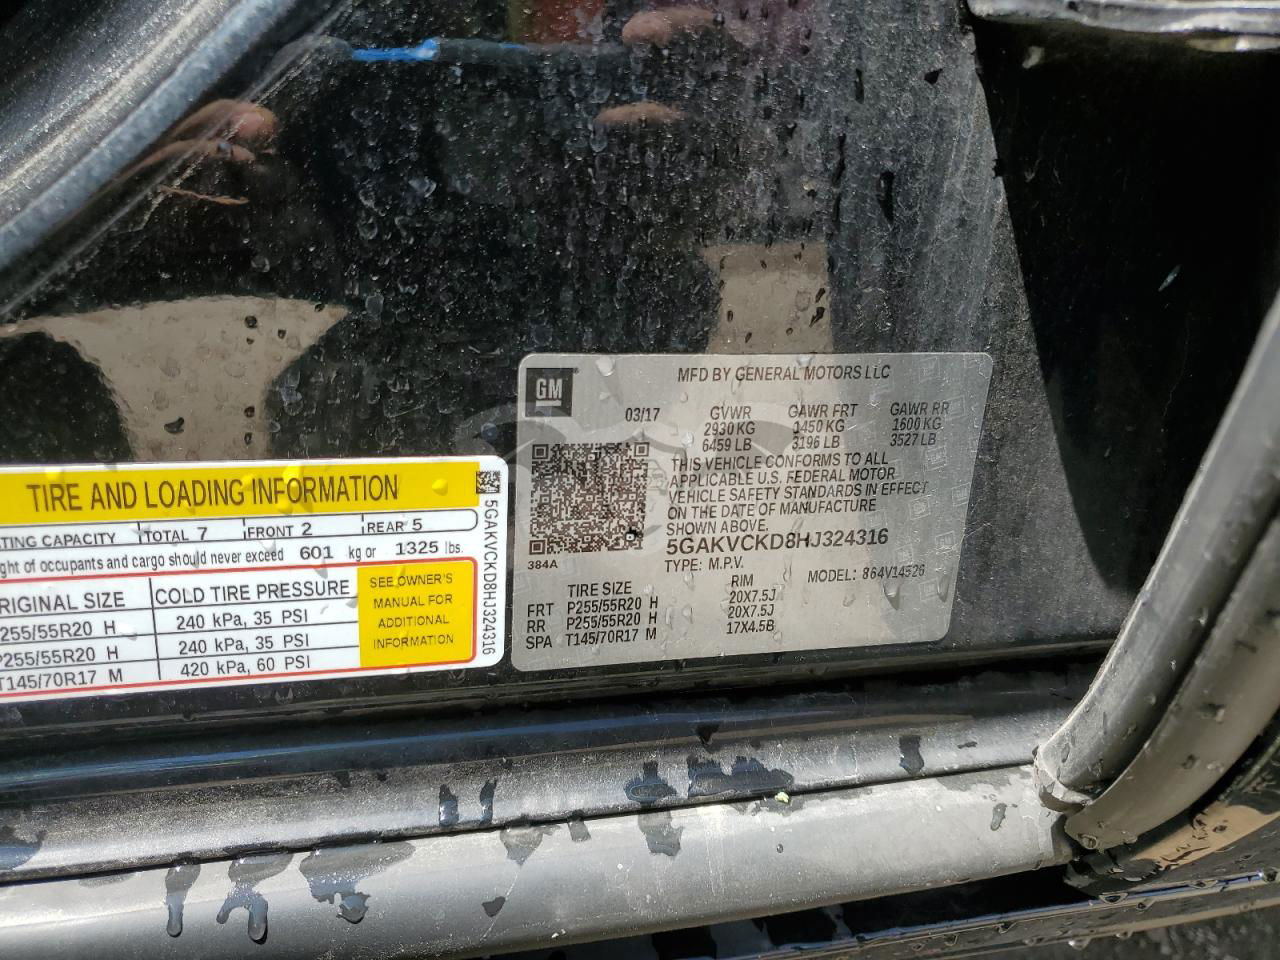 TIRE AND LOADING INFORMATION
TING CAPACITY TOTAL 7 FRONT 2 REAR 5
ght of occupants and cargo should never exceed 601 kg or 1325 lbs.
RIGINAL SIZE COLD TIRE PRESSURE
P255/55R20 H 240 kPa, 35 PSI
P255/55R20 H 240 kPa, 35 PSI
T145/70R17 M 420 kPa, 60 PSI
SEE OWNER'S
MANUAL FOR
ADDITIONAL
INFORMATION
5GAKVCKD8HJ324316
GM
MFD BY GENERAL MOTORS LLC
03/17 GVWR GAWR FRT GAWR RR
2930 KG 1450 KG 1600 KG
6459 LB 3196 LB 3527 LB
THIS VEHICLE CONFORMS TO ALL
APPLICABLE U.S. FEDERAL MOTOR
VEHICLE SAFETY STANDARDS IN EFFECT
ON THE DATE OF MANUFACTURE
SHOWN ABOVE.
5GAKVCKD8HJ324316
384A TYPE: M.P.V. MODEL: 864V14526
TIRE SIZE RIM
FRT P255/55R20 H 20X7.5J
RR P255/55R20 H 20X7.5J
SPA T145/70R17 M 17X4.5B